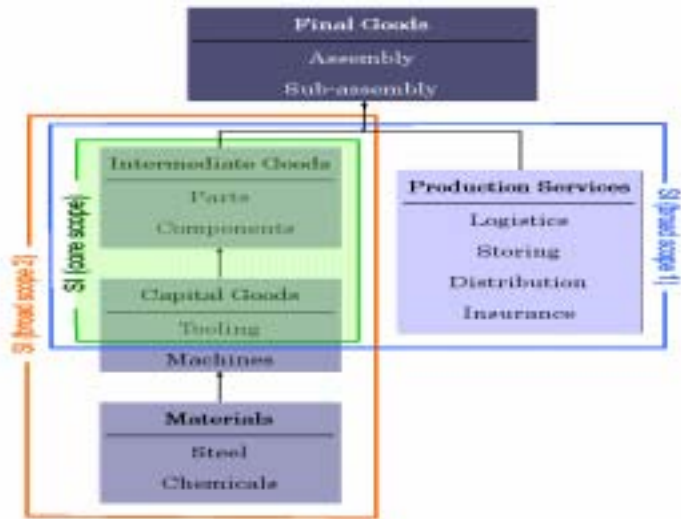 Final Goods
Assembly
Sub-assembly
Intermediate Goods
Parts
Components
Capital Goods
Tooling
Machines
Materials
Steel
Chemicals
Production Services
Logistics
Storing
Distribution
Insurance
SI (core scope)
SI (broad scope 2)
SI (broad scope 1)